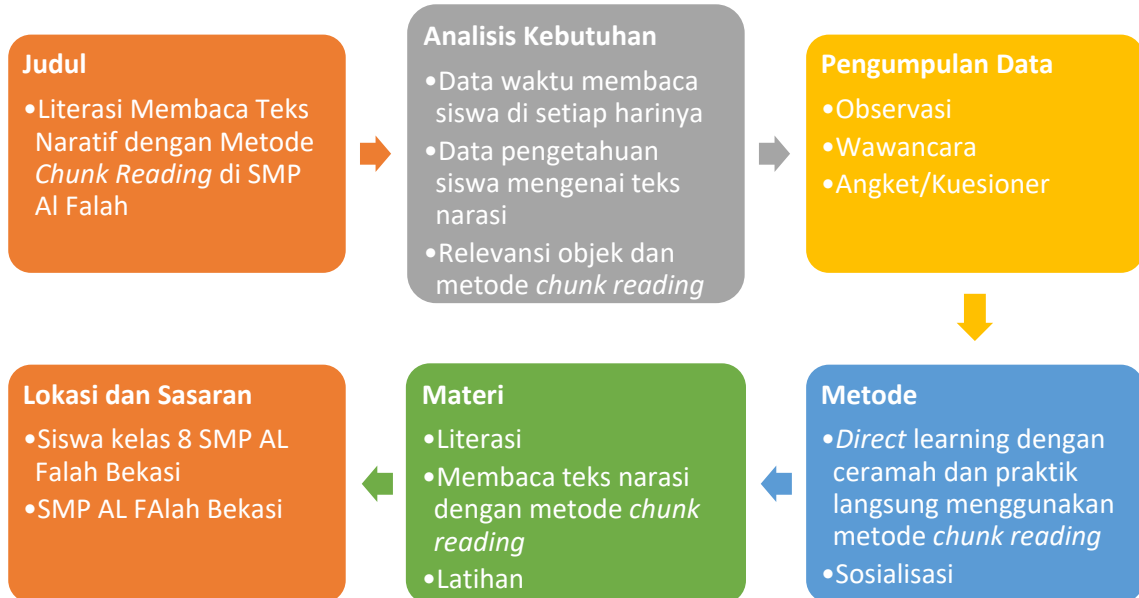 Judul
•Literasi Membaca Teks
Naratif dengan Metode
Chunk Reading di SMP
Al Falah
Analisis Kebutuhan
•Data waktu membaca
siswa di setiap harinya
•Data pengetahuan
siswa mengenai teks
narasi
•Relevansi objek dan
metode chunk reading
Pengumpulan Data
•Observasi
•Wawancara
•Angket/Kuesioner
Metode
•Direct learning dengan
ceramah dan praktik
langsung menggunakan
metode chunk reading
•Sosialisasi
Materi
•Literasi
•Membaca teks narasi
dengan metode chunk
reading
•Latihan
Lokasi dan Sasaran
•Siswa kelas 8 SMP AL
Falah Bekasi
•SMP AL FAlah Bekasi